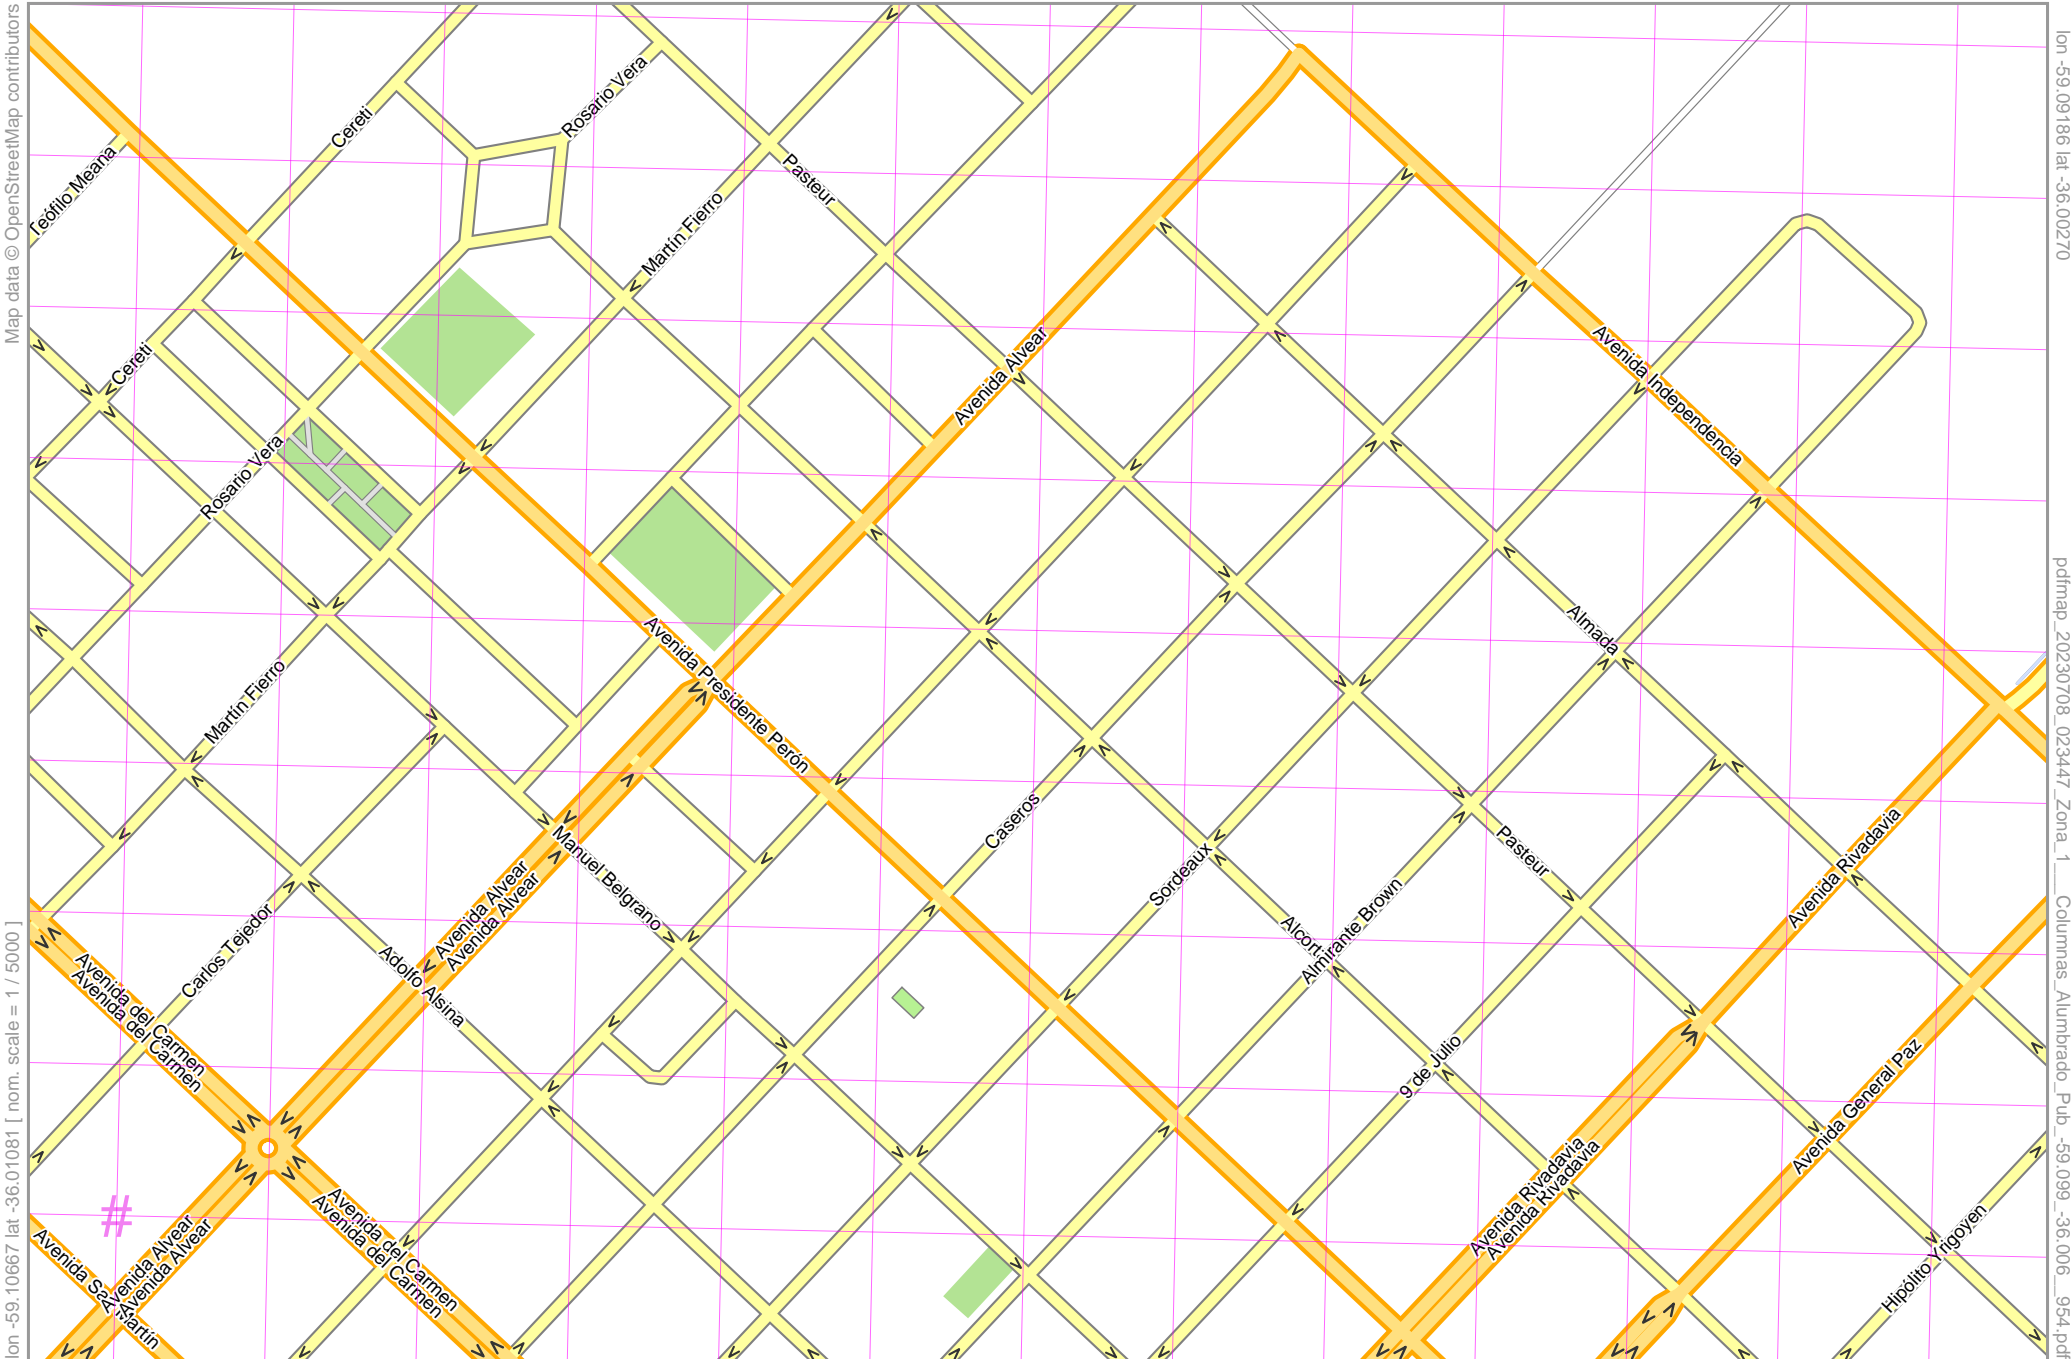 Map data © OpenStreetMap contributors
lon -59.10667 lat -36.01081 [ nom. scale = 1 / 5000 ]
lon -59.09186 lat -36.00270
pdfmap_20230708_023447_Zona_1___Columnas_Alumbrado_Pub_-59.099_-36.006__954.pdf
Rosario Vera
Cereti
Teófilo Meana
Pasteur
Martín Fierro
Cereti
Avenida Alvear
Avenida Independencia
Rosario Vera
Almada
Avenida Presidente Perón
Martín Fierro
Caseros
Sordeaux
Pasteur
Avenida Rivadavia
Manuel Belgrano
Avenida Alvear
Avenida Alvear
Almirante Brown
Carlos Tejedor
Adolfo Alsina
Avenida del Carmen
Avenida del Carmen
9 de Julio
Avenida General Paz
Avenida Rivadavia
Avenida Rivadavia
Hipólito Yrigoyen
#
Avenida del Carmen
Avenida del Carmen
Avenida Alvear
Avenida Alvear
Avenida